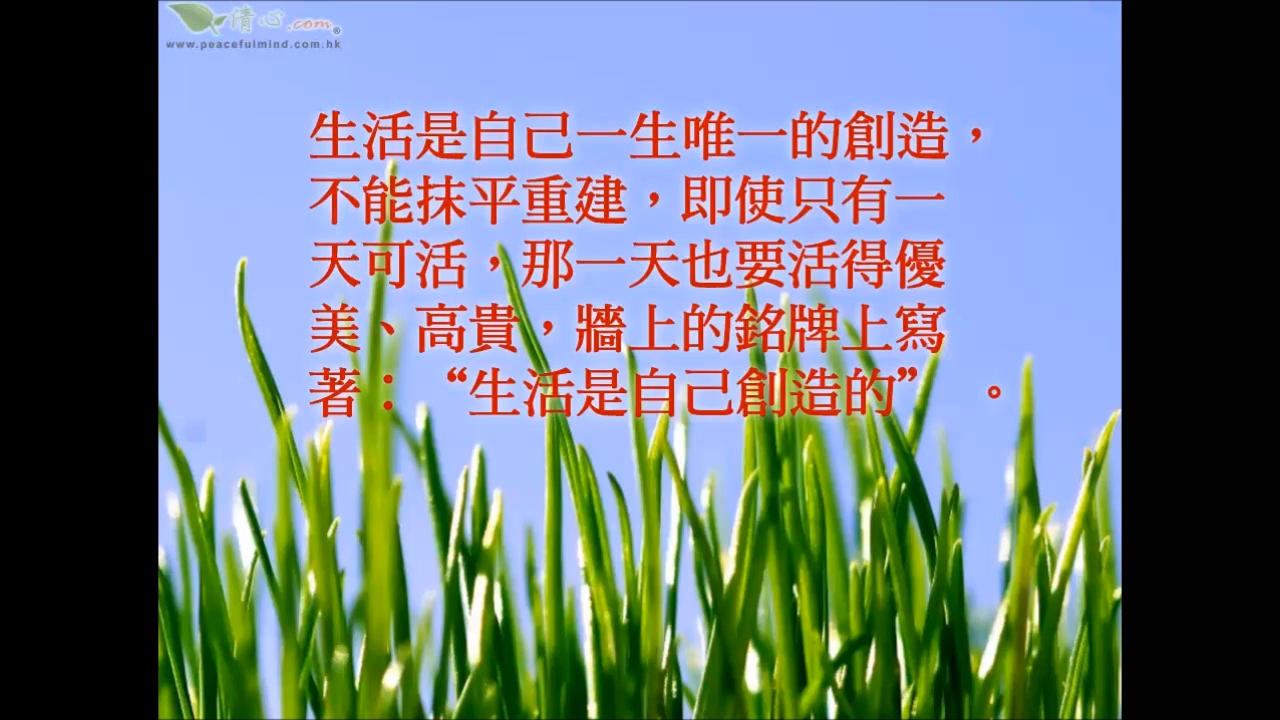 清心.com®
www.peacefulmind.com.hk
生活是自己一生唯一的創造，
不能抹平重建，即使只有一
天可活，那一天也要活得優
美、高貴，牆上的銘牌上寫
著：“生活是自己創造的” 。